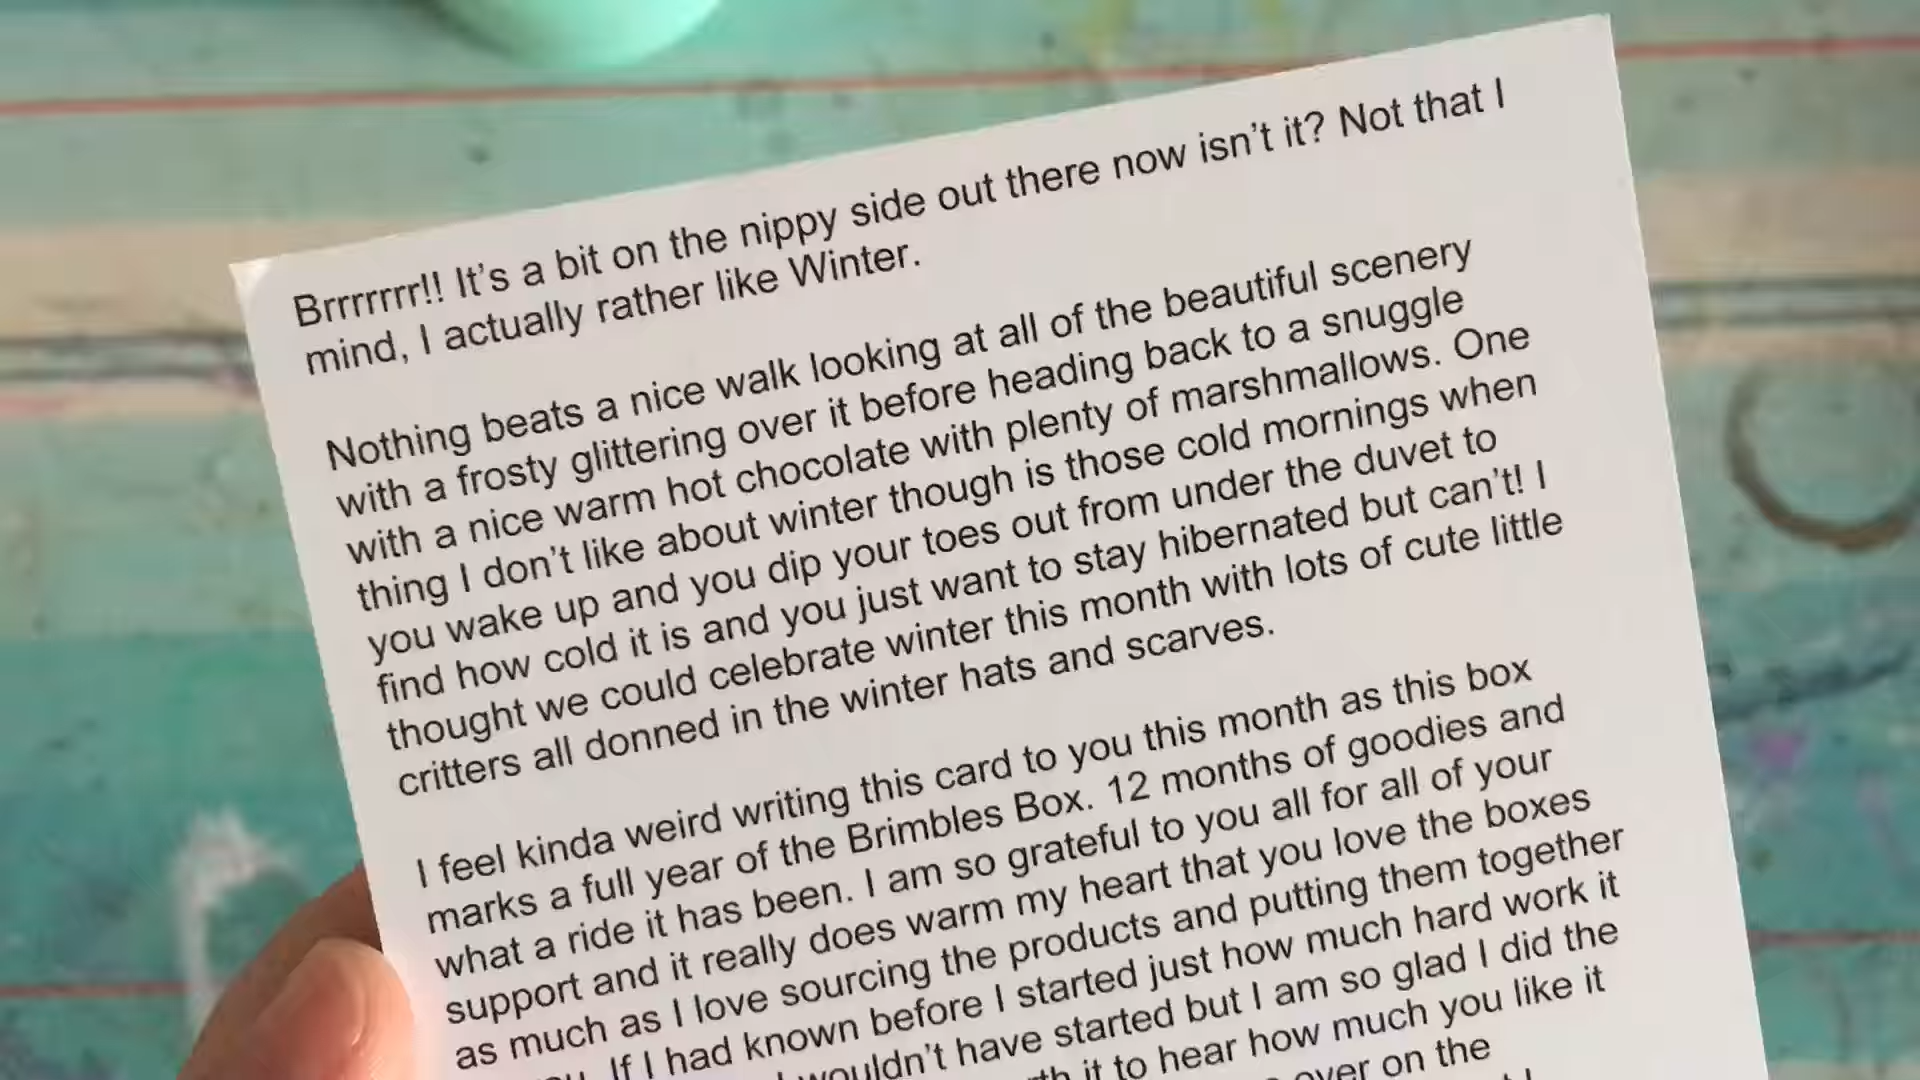 Brrrrrrr!! It's a bit on the nippy side out there now isn't it? Not that I
mind, I actually rather like Winter.
Nothing beats a nice walk looking at all of the beautiful scenery
with a frosty glittering over it before heading back to a snuggle
with a nice warm hot chocolate with plenty of marshmallows. One
thing I don't like about winter though is those cold mornings when
you wake up and you dip your toes out from under the duvet to
find how cold it is and you just want to stay hibernated but can't! I
thought we could celebrate winter this month with lots of cute little
critters all donned in the winter hats and scarves.
I feel kinda weird writing this card to you this month as this box
marks a full year of the Brimbles Box. 12 months of goodies and
what a ride it has been. I am so grateful to you all for all of your
support and it really does warm my heart that you love the boxes
as much as I love sourcing the products and putting them together
If I had known before I started just how much hard work it
wouldn't have started but I am so glad I did the
it to hear how much you like it
over on the